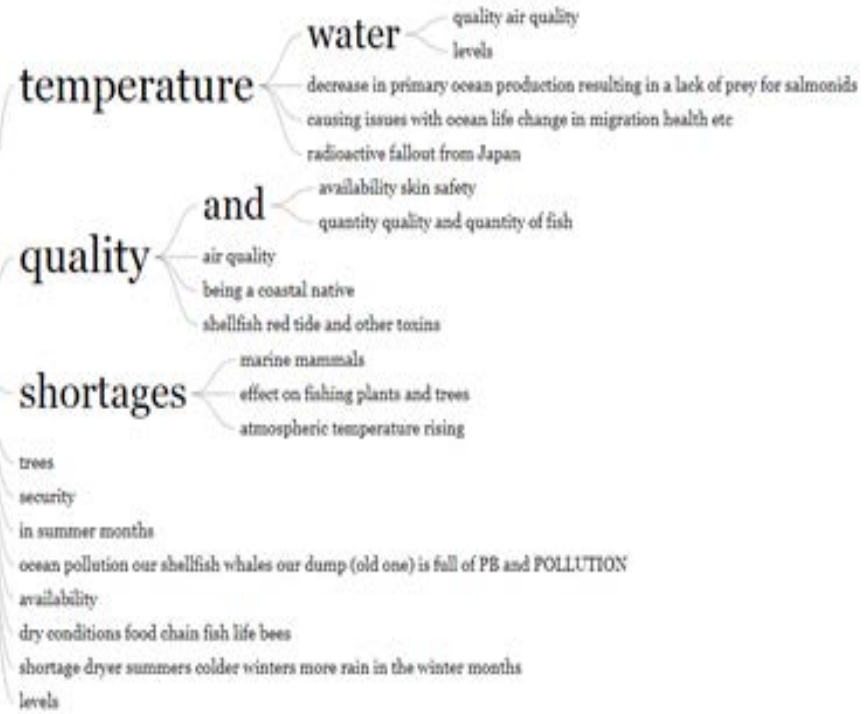 water
quality air quality
levels
temperature
decrease in primary ocean production resulting in a lack of prey for salmonids
causing issues with ocean life change in migration health etc
radioactive fallout from Japan
and
availability skin safety
quantity quality and quantity of fish
quality
air quality
being a coastal native
shellfish red tide and other toxins
shortages
marine mammals
effect on fishing plants and trees
atmospheric temperature rising
trees
security
in summer months
ocean pollution our shellfish whales our dump (old one) is full of PB and POLLUTION
availability
dry conditions food chain fish life bees
shortage dryer summers colder winters more rain in the winter months
levels